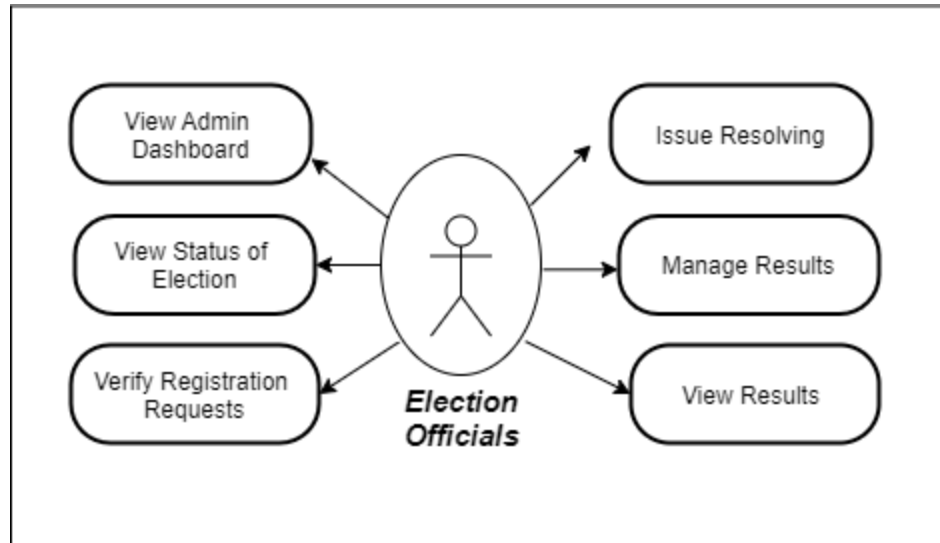 View Admin
Dashboard
View Status of
Election
Verify Registration
Requests
Election
Officials
Issue Resolving
Manage Results
View Results